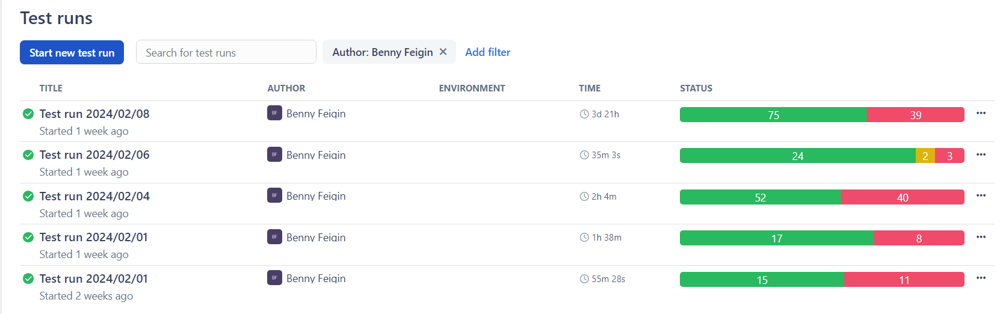 Test runs
Start new test run Search for test runs Author: Benny Feigin ✕ Add filter
TITLE AUTHOR ENVIRONMENT TIME STATUS
Test run 2024/02/08 BF Benny Feigin 3d 21h 75 39 •••
Started 1 week ago
Test run 2024/02/06 BF Benny Feigin 35m 3s 24 2 3 •••
Started 1 week ago
Test run 2024/02/04 BF Benny Feigin 2h 4m 52 40 •••
Started 1 week ago
Test run 2024/02/01 BF Benny Feigin 1h 38m 17 8 •••
Started 1 week ago
Test run 2024/02/01 BF Benny Feigin 55m 28s 15 11 •••
Started 2 weeks ago